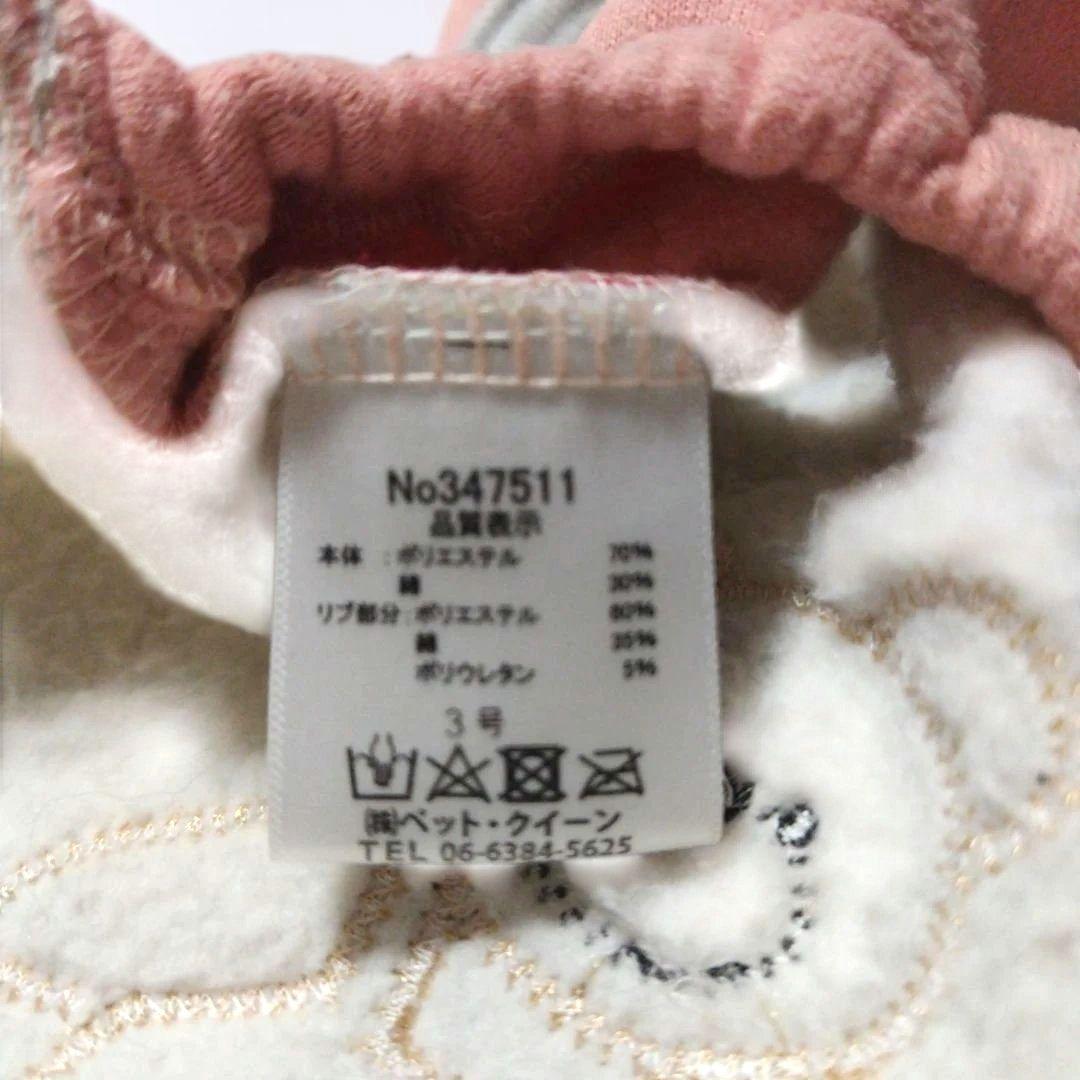 No347511
品質表示
本体 :ポリエステル 70%
綿 30%
リブ部分:ポリエステル 60%
綿 35%
ポリウレタン 5%
3号
㈱ペット・クイーン
TEL 06-6384-5625